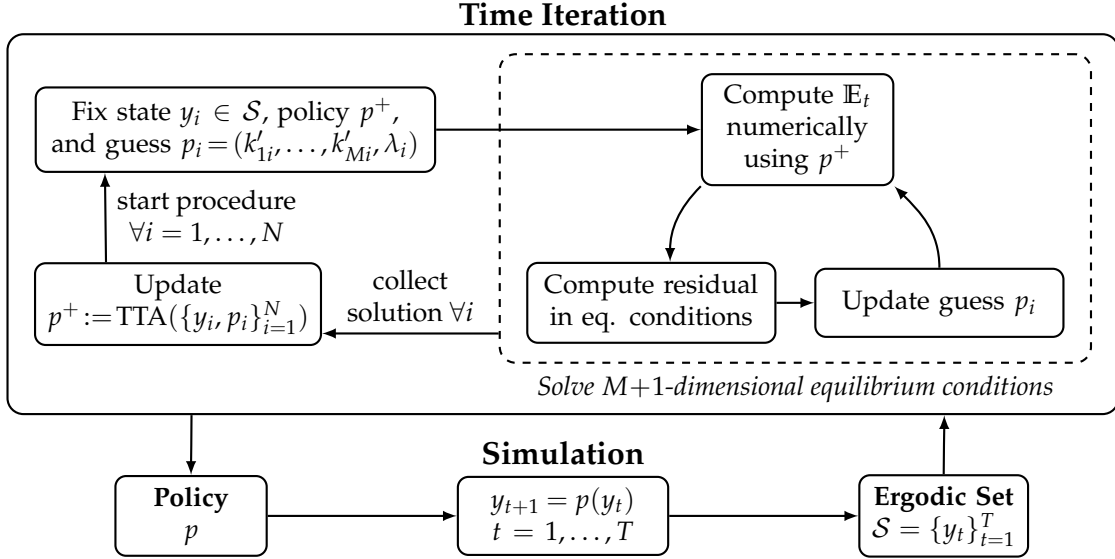 Time Iteration
Fix state y_i ∈ 𝒮, policy p⁺,
and guess p_i = (k′_{1i}, . . . , k′_{Mi}, λ_i)
Compute 𝔼_t
numerically
using p⁺
start procedure
∀i = 1, . . . , N
Update
p⁺ := TTA({y_i, p_i}_{i=1}^N)
collect
solution ∀i
Compute residual
in eq. conditions
Update guess p_i
Solve M+1-dimensional equilibrium conditions
Simulation
Policy
p
y_{t+1} = p(y_t)
t = 1, . . . , T
Ergodic Set
𝒮 = {y_t}_{t=1}^T